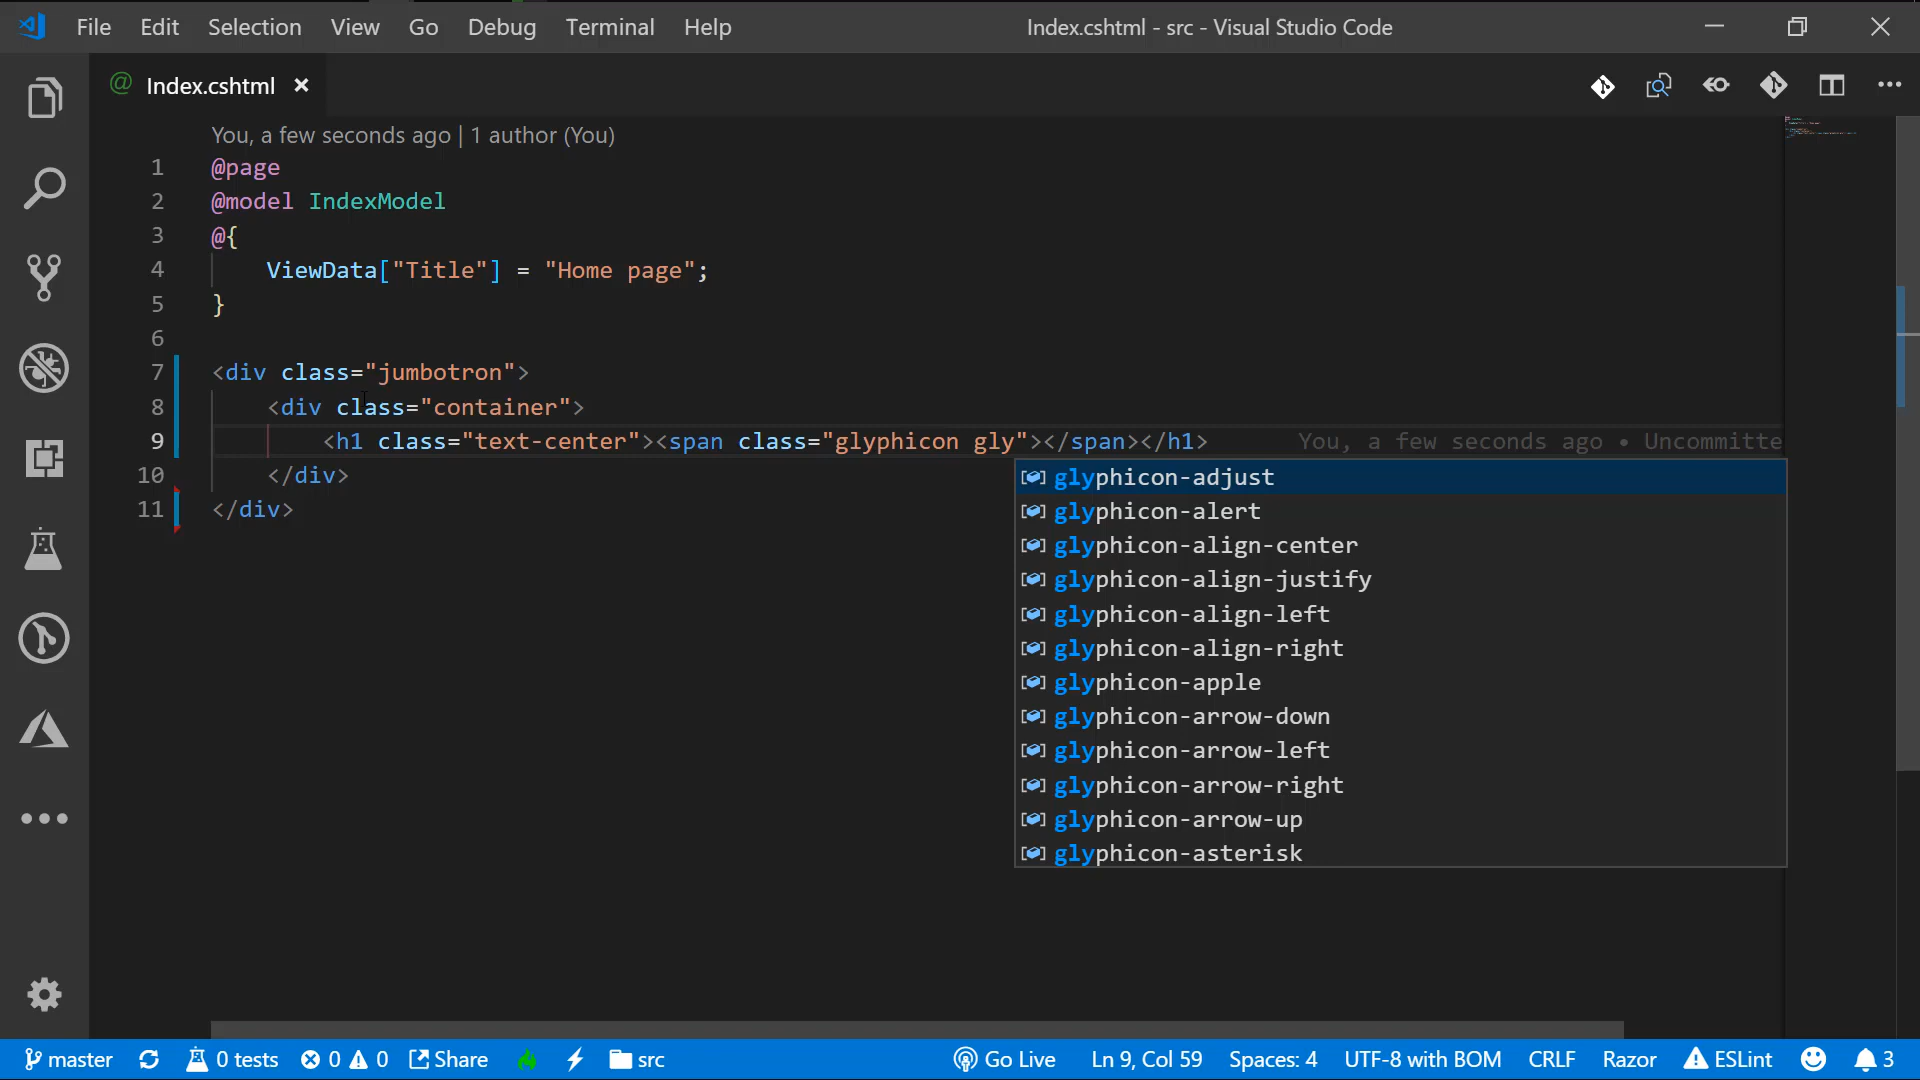 File Edit Selection View Go Debug Terminal Help Index.cshtml - src - Visual Studio Code
@ Index.cshtml ×
You, a few seconds ago | 1 author (You)
1 @page
2 @model IndexModel
3 @{
4 ViewData["Title"] = "Home page";
5 }
6
7 <div class="jumbotron">
8 <div class="container">
9 <h1 class="text-center"><span class="glyphicon gly"></span></h1> You, a few seconds ago • Uncommitte
10 </div>
11 </div>
glyphicon-adjust
glyphicon-alert
glyphicon-align-center
glyphicon-align-justify
glyphicon-align-left
glyphicon-align-right
glyphicon-apple
glyphicon-arrow-down
glyphicon-arrow-left
glyphicon-arrow-right
glyphicon-arrow-up
glyphicon-asterisk
master 0 tests 0 0 Share src Go Live Ln 9, Col 59 Spaces: 4 UTF-8 with BOM CRLF Razor ESLint 3